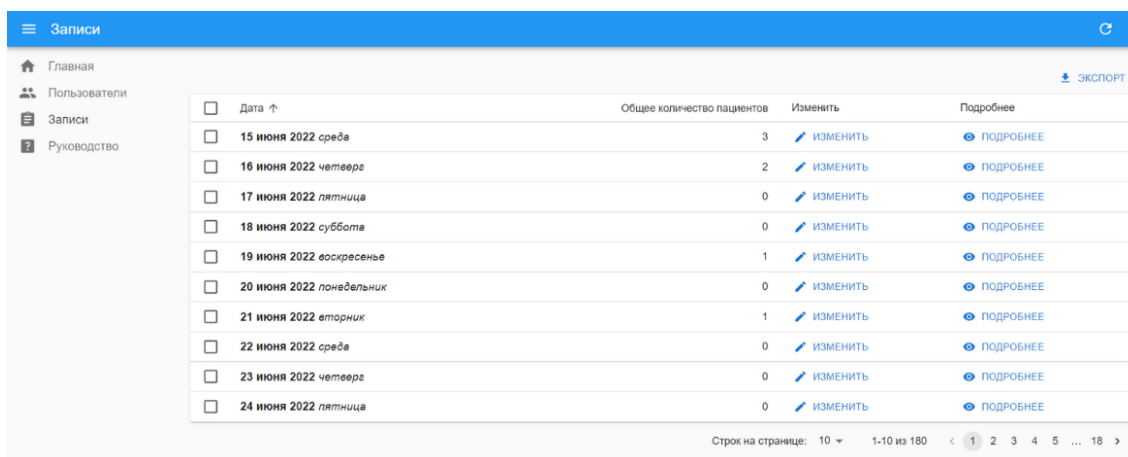 Записи
Главная
Пользователи
Записи
Руководство
ЭКСПОРТ
Дата Общее количество пациентов Изменить Подробнее
15 июня 2022 среда 3 ИЗМЕНИТЬ ПОДРОБНЕЕ
16 июня 2022 четверг 2 ИЗМЕНИТЬ ПОДРОБНЕЕ
17 июня 2022 пятница 0 ИЗМЕНИТЬ ПОДРОБНЕЕ
18 июня 2022 суббота 0 ИЗМЕНИТЬ ПОДРОБНЕЕ
19 июня 2022 воскресенье 1 ИЗМЕНИТЬ ПОДРОБНЕЕ
20 июня 2022 понедельник 0 ИЗМЕНИТЬ ПОДРОБНЕЕ
21 июня 2022 вторник 1 ИЗМЕНИТЬ ПОДРОБНЕЕ
22 июня 2022 среда 0 ИЗМЕНИТЬ ПОДРОБНЕЕ
23 июня 2022 четверг 0 ИЗМЕНИТЬ ПОДРОБНЕЕ
24 июня 2022 пятница 0 ИЗМЕНИТЬ ПОДРОБНЕЕ
Строк на странице: 10 1-10 из 180 < 1 2 3 4 5 ... 18 >